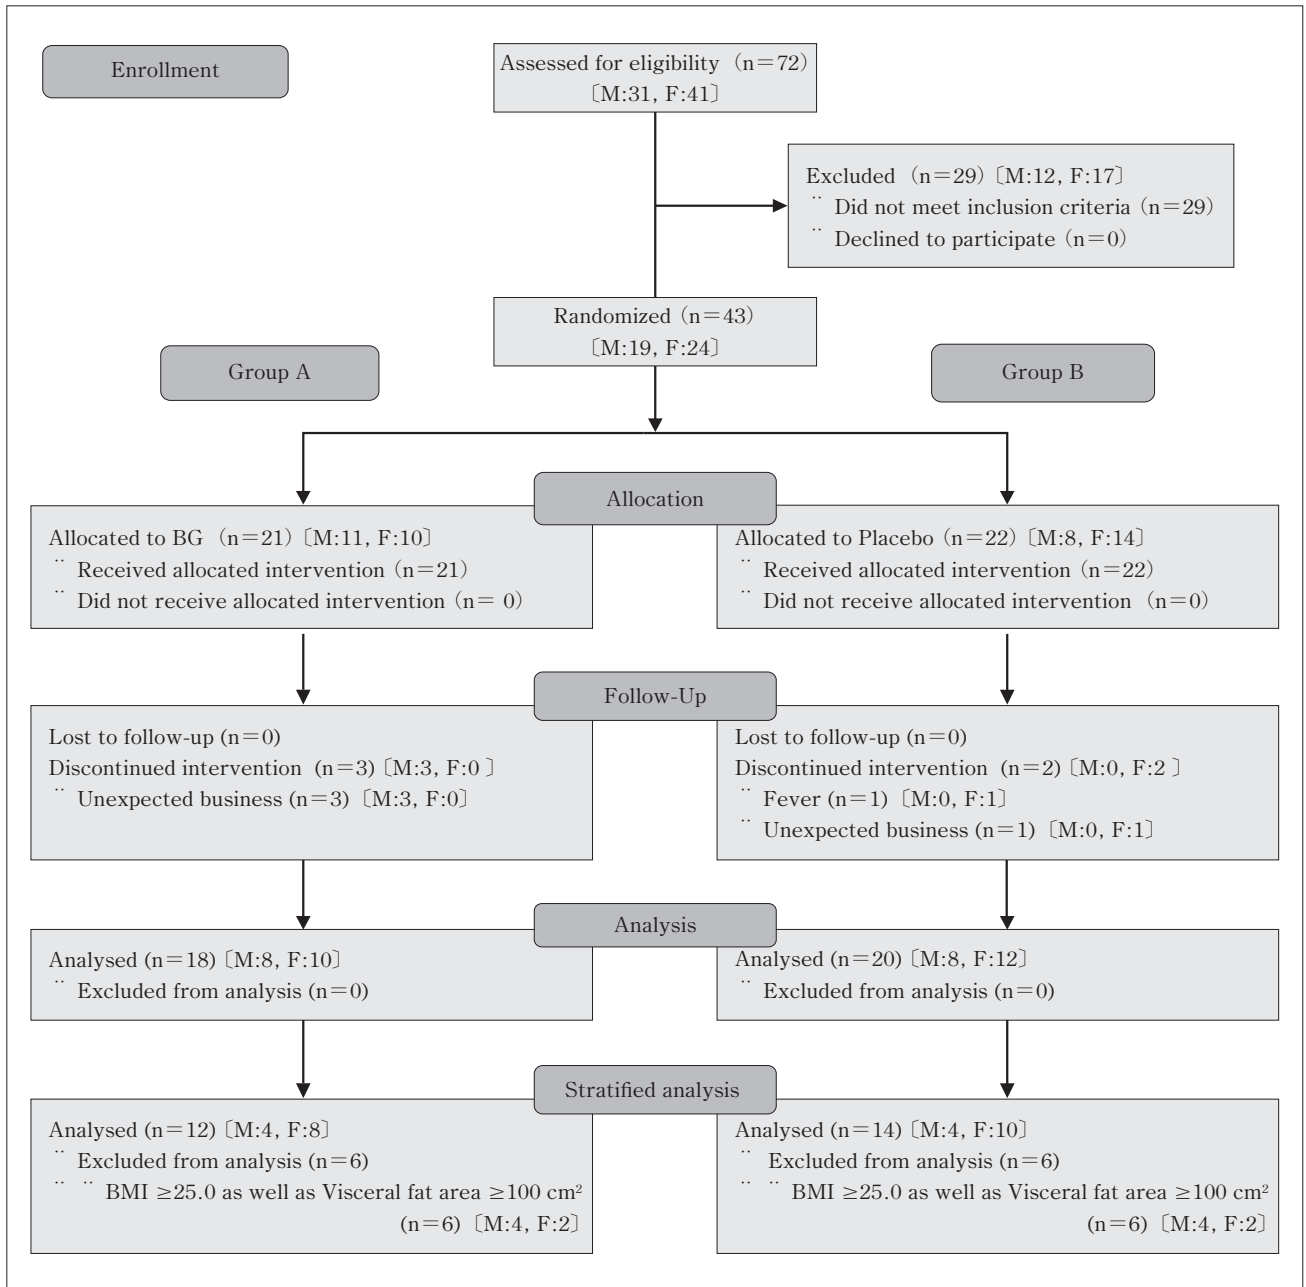 Enrollment
Assessed for eligibility (n=72)
〔M:31, F:41〕
Excluded (n=29)〔M:12, F:17〕
¨ Did not meet inclusion criteria (n=29)
¨ Declined to participate (n=0)
Randomized (n=43)
〔M:19, F:24〕
Group A
Group B
Allocation
Allocated to BG (n=21)〔M:11, F:10〕
¨ Received allocated intervention (n=21)
¨ Did not receive allocated intervention (n= 0)
Allocated to Placebo (n=22)〔M:8, F:14〕
¨ Received allocated intervention (n=22)
¨ Did not receive allocated intervention (n=0)
Follow-Up
Lost to follow-up (n=0)
Discontinued intervention (n=3)〔M:3, F:0 〕
¨ Unexpected business (n=3)〔M:3, F:0〕
Lost to follow-up (n=0)
Discontinued intervention (n=2)〔M:0, F:2 〕
¨ Fever (n=1)〔M:0, F:1〕
¨ Unexpected business (n=1)〔M:0, F:1〕
Analysis
Analysed (n=18)〔M:8, F:10〕
¨ Excluded from analysis (n=0)
Analysed (n=20)〔M:8, F:12〕
¨ Excluded from analysis (n=0)
Stratified analysis
Analysed (n=12)〔M:4, F:8〕
¨ Excluded from analysis (n=6)
¨ ¨ BMI ≥25.0 as well as Visceral fat area ≥100 cm²
(n=6)〔M:4, F:2〕
Analysed (n=14)〔M:4, F:10〕
¨ Excluded from analysis (n=6)
¨ ¨ BMI ≥25.0 as well as Visceral fat area ≥100 cm²
(n=6)〔M:4, F:2〕